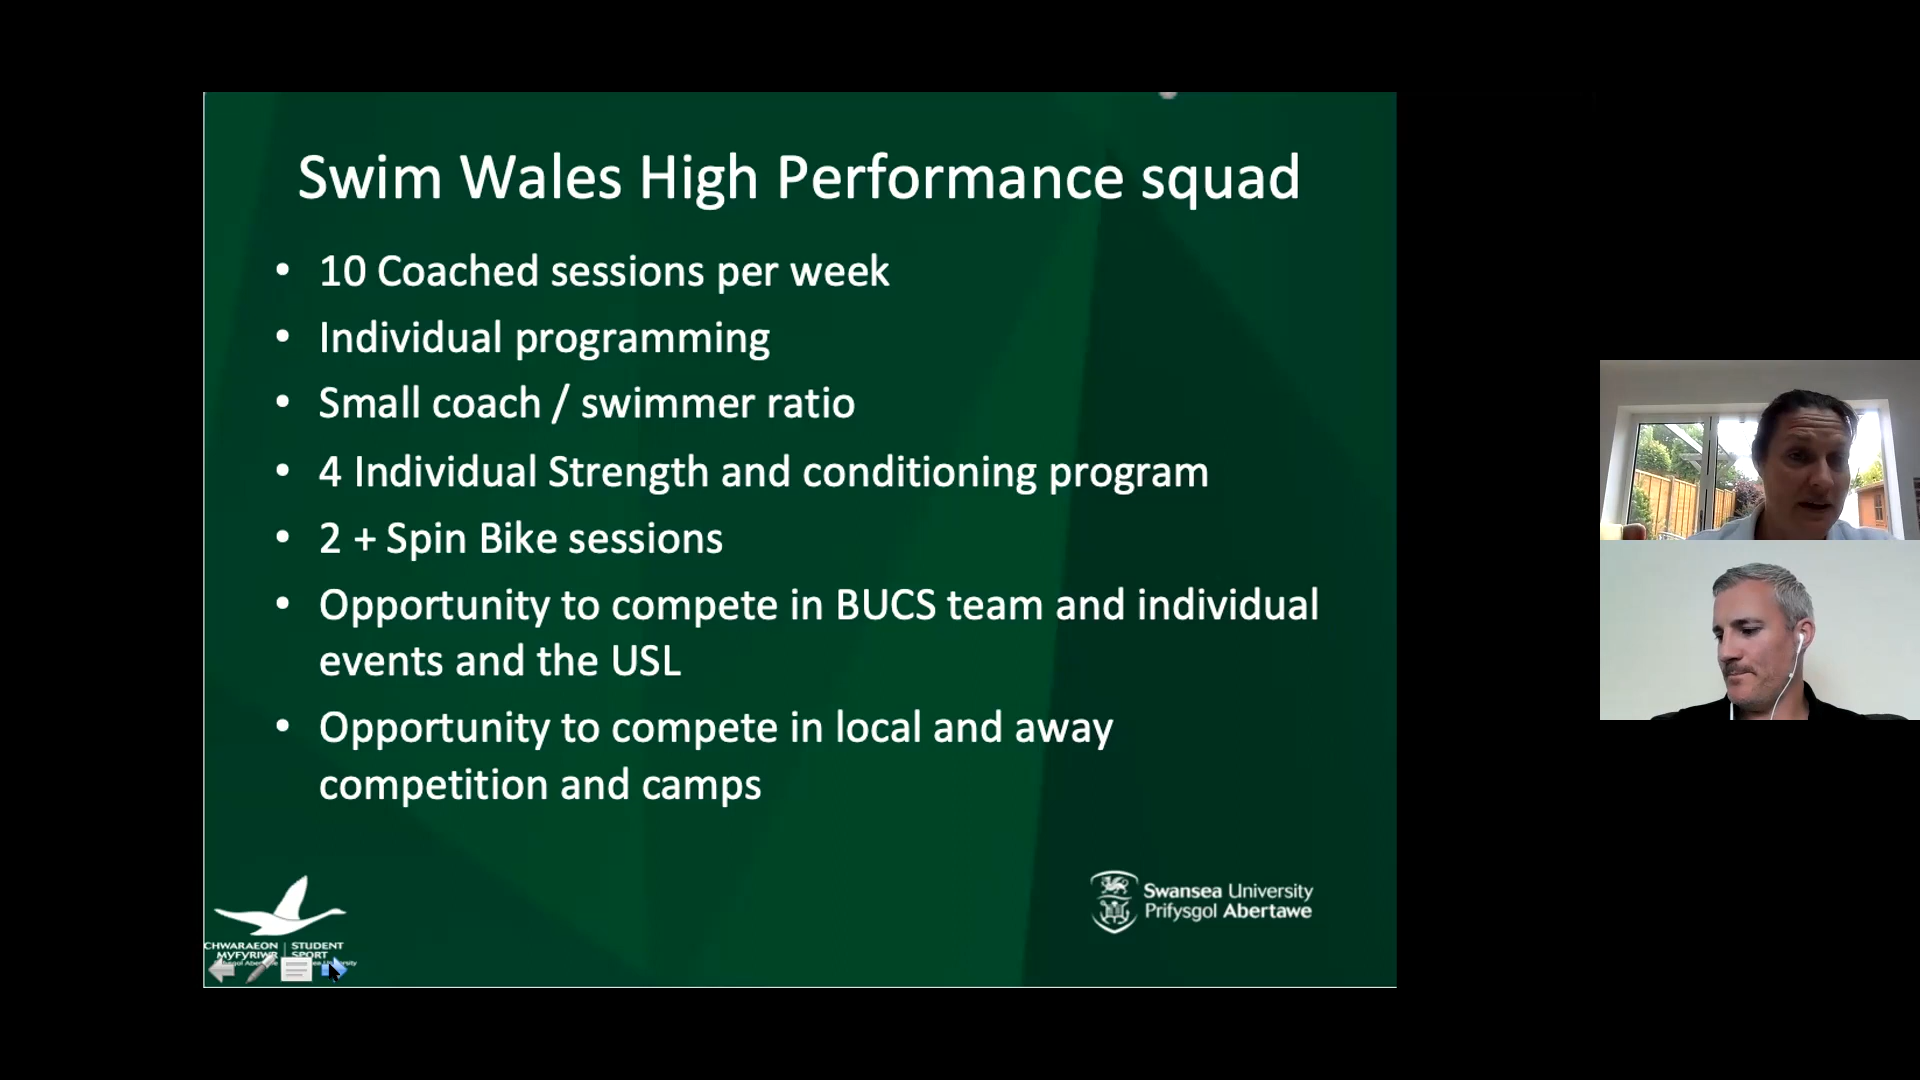 Swim Wales High Performance squad
• 10 Coached sessions per week
• Individual programming
• Small coach / swimmer ratio
• 4 Individual Strength and conditioning program
• 2 + Spin Bike sessions
• Opportunity to compete in BUCS team and individual
events and the USL
• Opportunity to compete in local and away
competition and camps
CHWARAEON | STUDENT
MYFYRIWR | SPORT
Swansea University
Prifysgol Abertawe